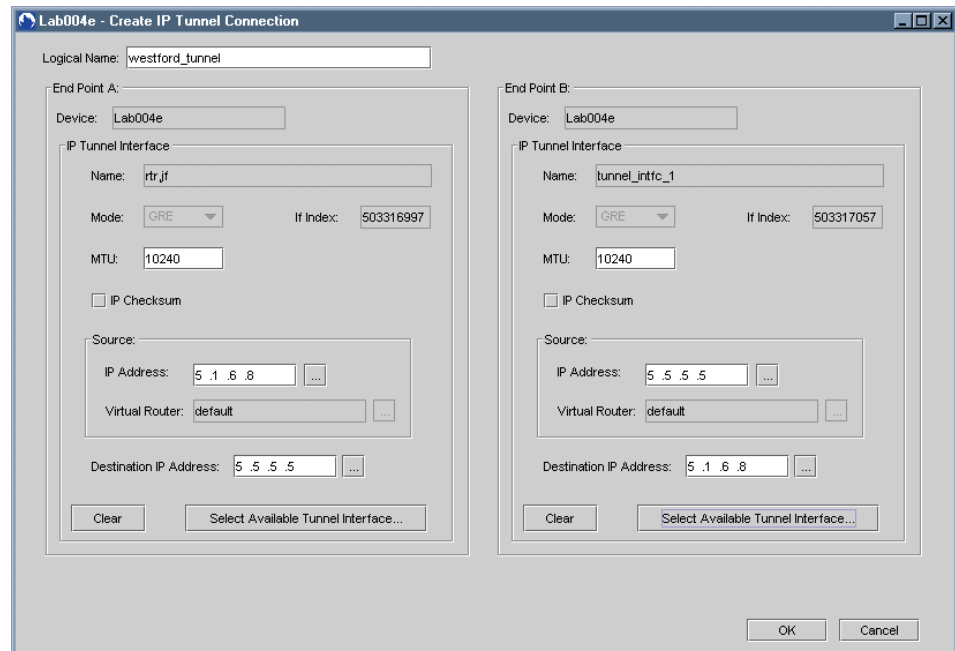 Lab004e - Create IP Tunnel Connection
Logical Name: westford_tunnel
End Point A:
Device: Lab004e
IP Tunnel Interface
Name: rtr,jf
Mode: GRE If Index: 503316997
MTU: 10240
IP Checksum
Source:
IP Address: 5 .1 .6 .8 ...
Virtual Router: default ...
Destination IP Address: 5 .5 .5 .5 ...
Clear Select Available Tunnel Interface...
End Point B:
Device: Lab004e
IP Tunnel Interface
Name: tunnel_intfc_1
Mode: GRE If Index: 503317057
MTU: 10240
IP Checksum
Source:
IP Address: 5 .5 .5 .5 ...
Virtual Router: default ...
Destination IP Address: 5 .1 .6 .8 ...
Clear Select Available Tunnel Interface...
OK Cancel